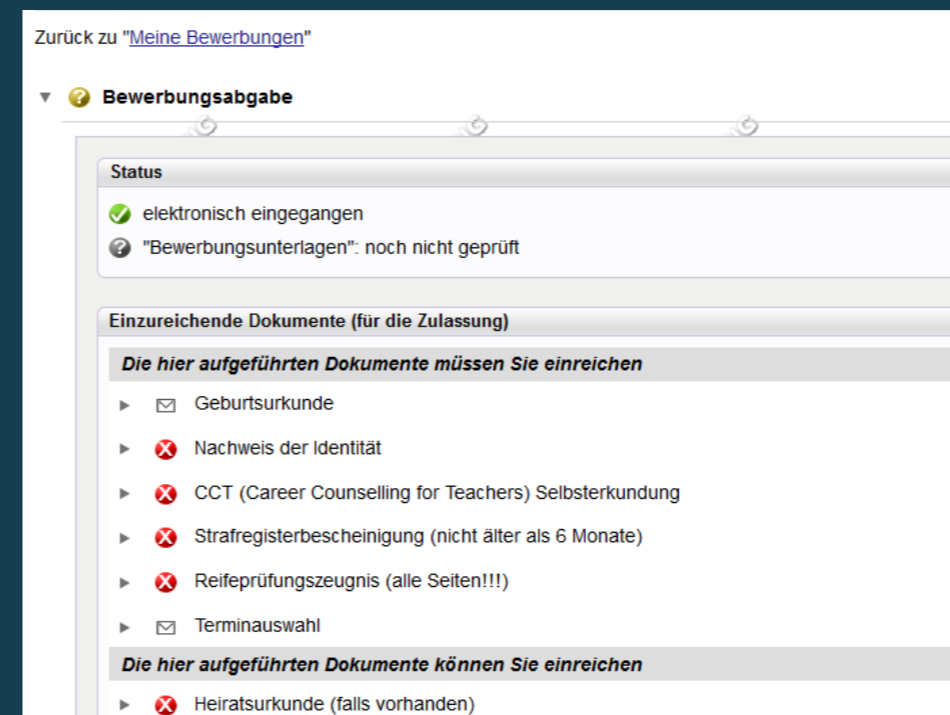 Zurück zu "Meine Bewerbungen"
Bewerbungsabgabe
Status
elektronisch eingegangen
"Bewerbungsunterlagen": noch nicht geprüft
Einzureichende Dokumente (für die Zulassung)
Die hier aufgeführten Dokumente müssen Sie einreichen
Geburtsurkunde
Nachweis der Identität
CCT (Career Counselling for Teachers) Selbsterkundung
Strafregisterbescheinigung (nicht älter als 6 Monate)
Reifeprüfungszeugnis (alle Seiten!!!)
Terminauswahl
Die hier aufgeführten Dokumente können Sie einreichen
Heiratsurkunde (falls vorhanden)